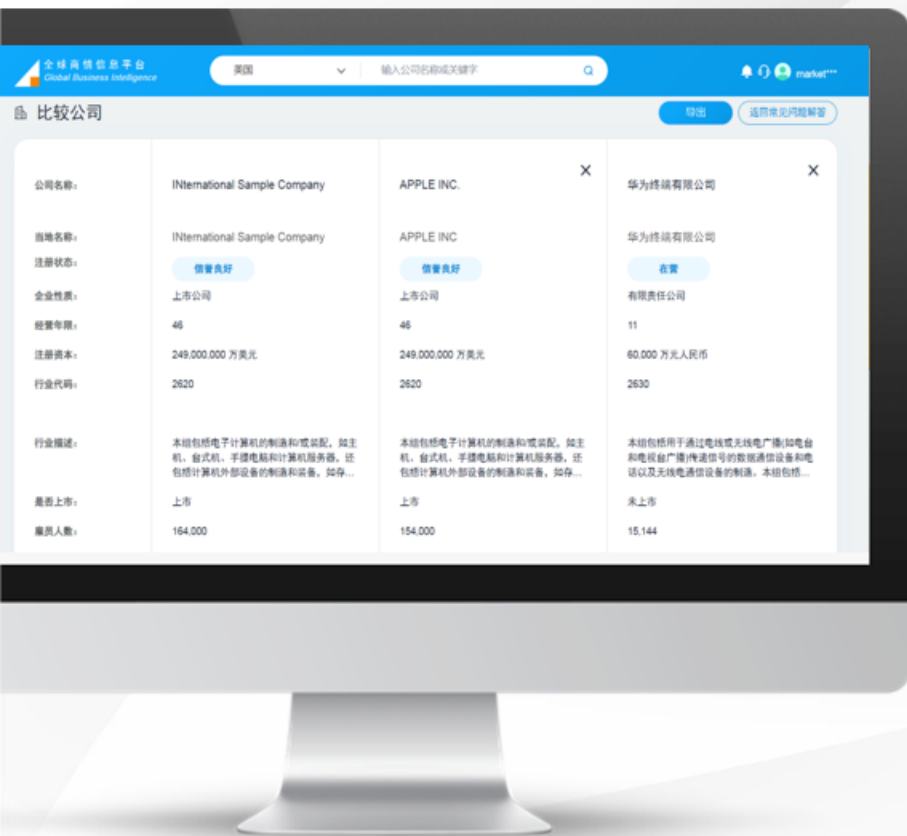 全球商情信息平台
Global Business Intelligence
美国
输入公司名称或关键字
market***
比较公司
导出
返回常见问题解答
公司名称： INternational Sample Company APPLE INC. 华为终端有限公司
当地名称： INternational Sample Company APPLE INC 华为终端有限公司
注册状态： 信誉良好 信誉良好 在营
企业性质： 上市公司 上市公司 有限责任公司
经营年限： 46 46 11
注册资本： 249,000,000 万美元 249,000,000 万美元 60,000 万元人民币
行业代码： 2620 2620 2630
行业描述： 本组包括电子计算机的制造和/或装配，如主 本组包括电子计算机的制造和/或装配，如主 本组包括用于通过电线或无线电广播(如电台
机、台式机、手提电脑和计算机服务器。还 机、台式机、手提电脑和计算机服务器。还 和电视台广播)传递信号的数据通信设备和电
包括计算机外部设备的制造和装备，如存... 包括计算机外部设备的制造和装备，如存... 话以及无线电通信设备的制造。本组包括...
是否上市： 上市 上市 未上市
雇员人数： 164,000 154,000 15,144